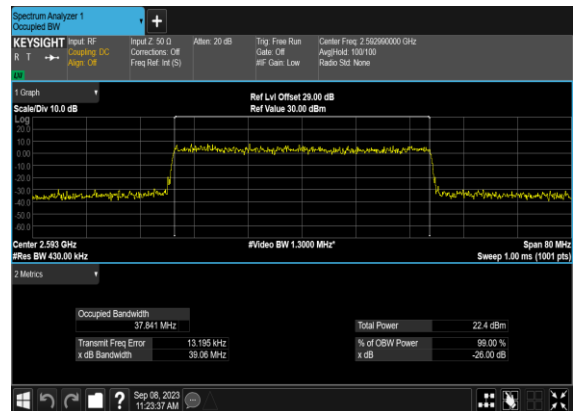 Spectrum Analyzer 1
Occupied BW
+
KEYSIGHT
R T
LW
Input: RF
Coupling: DC
Align: Off
Input Z: 50 Ω
Corrections: Off
Freq Ref: Int (S)
Atten: 20 dB
Trig: Free Run
Gate: Off
#IF Gain: Low
Center Freq: 2.592990000 GHz
Avg|Hold: 100/100
Radio Std: None
1 Graph
Scale/Div 10.0 dB
Ref Lvl Offset 29.00 dB
Ref Value 30.00 dBm
Log
20.0
10.0
0.00
-10.0
-20.0
-30.0
-40.0
-50.0
-60.0
Center 2.593 GHz
#Res BW 430.00 kHz
#Video BW 1.3000 MHz*
Span 80 MHz
Sweep 1.00 ms (1001 pts)
2 Metrics
Occupied Bandwidth
37.841 MHz
Transmit Freq Error 13.195 kHz
x dB Bandwidth 39.06 MHz
Total Power 22.4 dBm
% of OBW Power 99.00 %
x dB -26.00 dB
?
Sep 08, 2023
11:23:37 AM